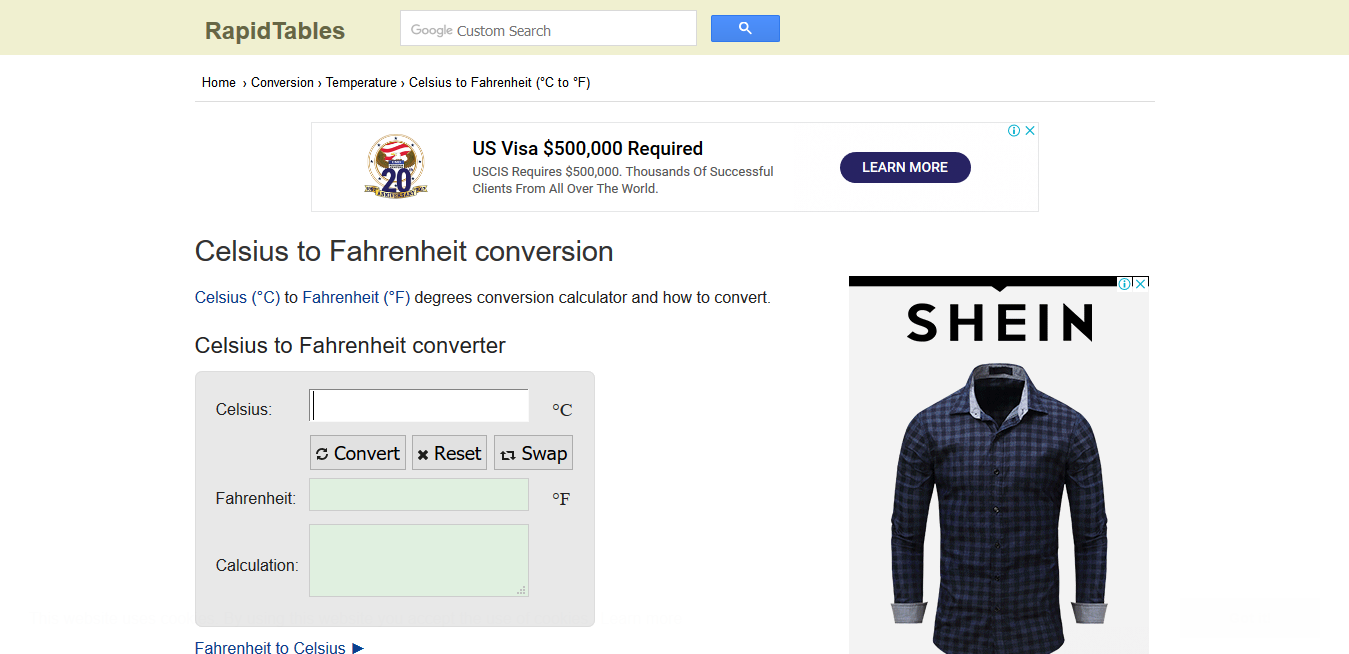 RapidTables
Google Custom Search
Home › Conversion › Temperature › Celsius to Fahrenheit (°C to °F)
US Visa $500,000 Required
USCIS Requires $500,000. Thousands Of Successful
Clients From All Over The World.
LEARN MORE
20
ANNIVERSARY
Celsius to Fahrenheit conversion
Celsius (°C) to Fahrenheit (°F) degrees conversion calculator and how to convert.
SHEIN
Celsius to Fahrenheit converter
Celsius: °C
Convert Reset Swap
Fahrenheit: °F
Calculation:
Fahrenheit to Celsius ►